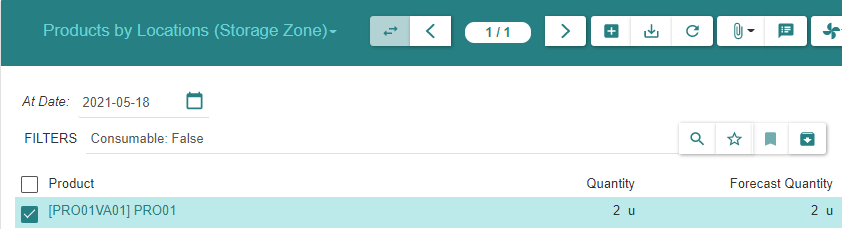 Products by Locations (Storage Zone)
1 / 1
At Date: 2021-05-18
FILTERS Consumable: False
Product Quantity Forecast Quantity
[PRO01VA01] PRO01 2 u 2 u